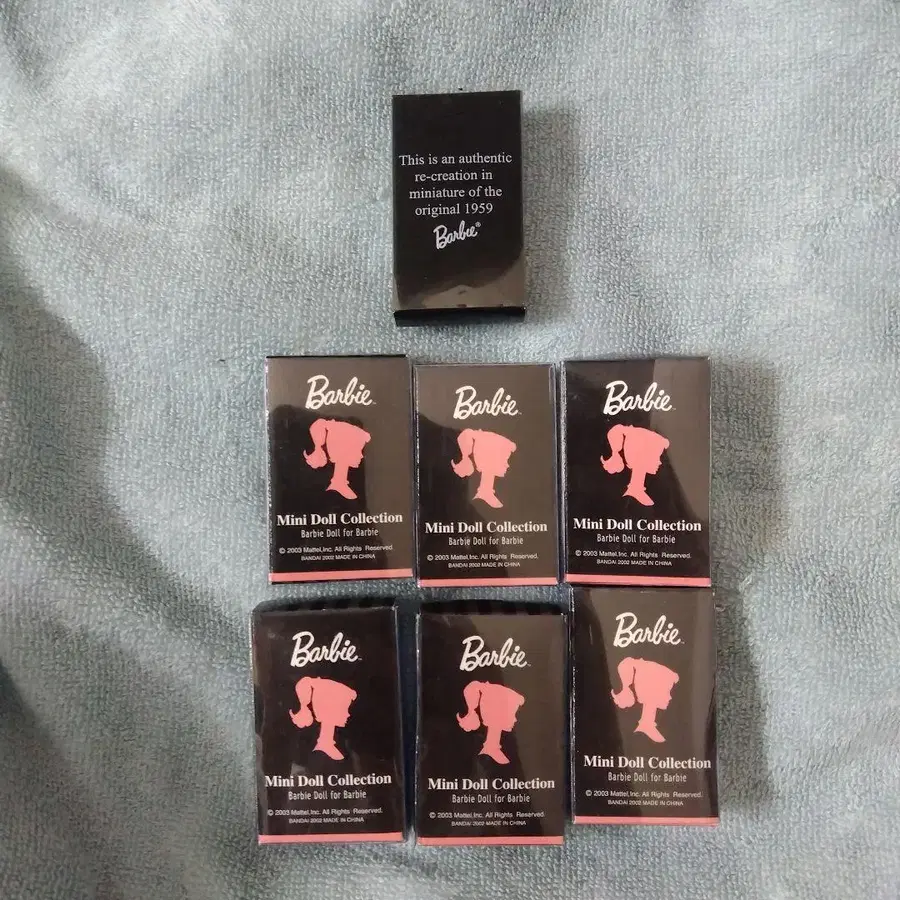 This is an authentic
re-creation in
miniature of the
original 1959
Barbie®
Barbie™
Mini Doll Collection
Barbie Doll for Barbie
© 2003 Mattel,Inc. All Rights Reserved.
BANDAI 2002 MADE IN CHINA
Barbie™
Mini Doll Collection
Barbie Doll for Barbie
© 2003 Mattel,Inc. All Rights Reserved.
BANDAI 2002 MADE IN CHINA
Barbie™
Mini Doll Collection
Barbie Doll for Barbie
© 2003 Mattel,Inc. All Rights Reserved.
BANDAI 2002 MADE IN CHINA
Barbie™
Mini Doll Collection
Barbie Doll for Barbie
© 2003 Mattel,Inc. All Rights Reserved.
BANDAI 2002 MADE IN CHINA
Barbie™
Mini Doll Collection
Barbie Doll for Barbie
© 2003 Mattel,Inc. All Rights Reserved.
BANDAI 2002 MADE IN CHINA
Barbie™
Mini Doll Collection
Barbie Doll for Barbie
© 2003 Mattel,Inc. All Rights Reserved.
BANDAI 2002 MADE IN CHINA